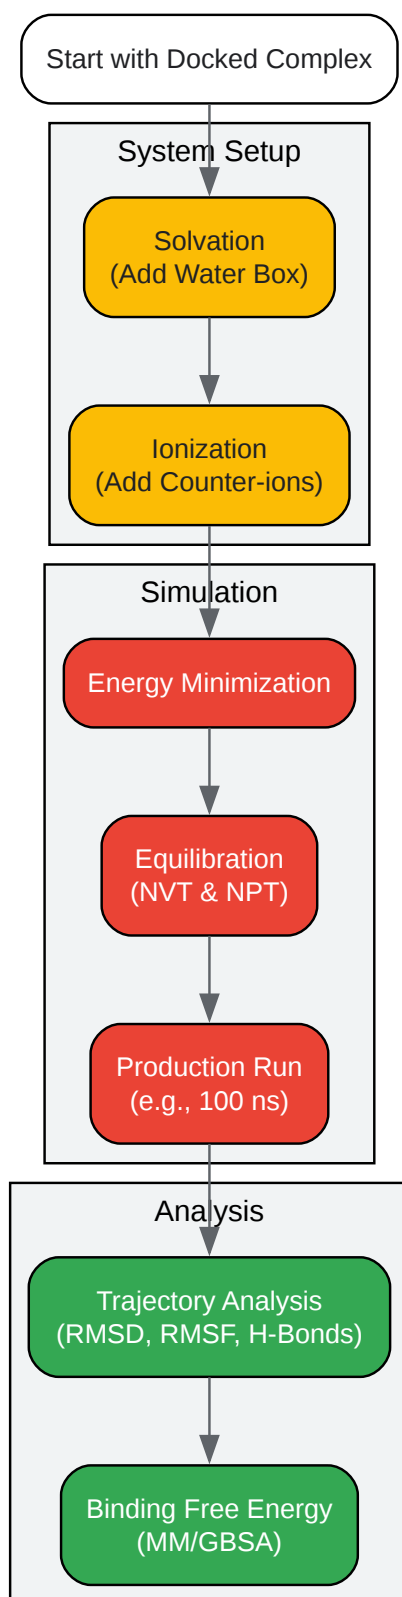 Start with Docked Complex
System Setup
Solvation
(Add Water Box)
Ionization
(Add Counter-ions)
Simulation
Energy Minimization
Equilibration
(NVT & NPT)
Production Run
(e.g., 100 ns)
Analysis
Trajectory Analysis
(RMSD, RMSF, H-Bonds)
Binding Free Energy
(MM/GBSA)